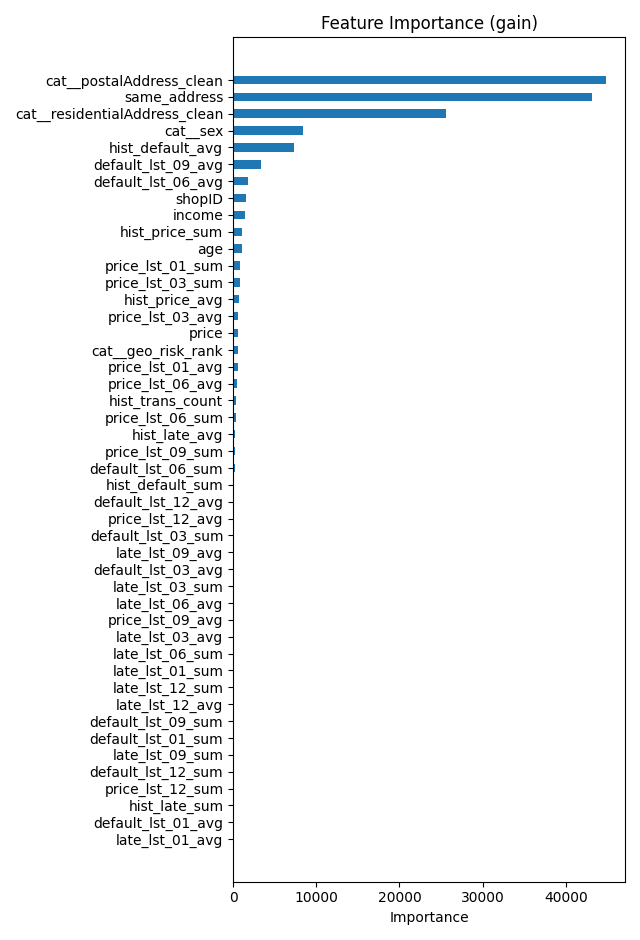 Feature Importance (gain)
cat__postalAddress_clean
same_address
cat__residentialAddress_clean
cat__sex
hist_default_avg
default_lst_09_avg
default_lst_06_avg
shopID
income
hist_price_sum
age
price_lst_01_sum
price_lst_03_sum
hist_price_avg
price_lst_03_avg
price
cat__geo_risk_rank
price_lst_01_avg
price_lst_06_avg
hist_trans_count
price_lst_06_sum
hist_late_avg
price_lst_09_sum
default_lst_06_sum
hist_default_sum
default_lst_12_avg
price_lst_12_avg
default_lst_03_sum
late_lst_09_avg
default_lst_03_avg
late_lst_03_sum
late_lst_06_avg
price_lst_09_avg
late_lst_03_avg
late_lst_06_sum
late_lst_01_sum
late_lst_12_sum
late_lst_12_avg
default_lst_09_sum
default_lst_01_sum
late_lst_09_sum
default_lst_12_sum
price_lst_12_sum
hist_late_sum
default_lst_01_avg
late_lst_01_avg
0 10000 20000 30000 40000
Importance